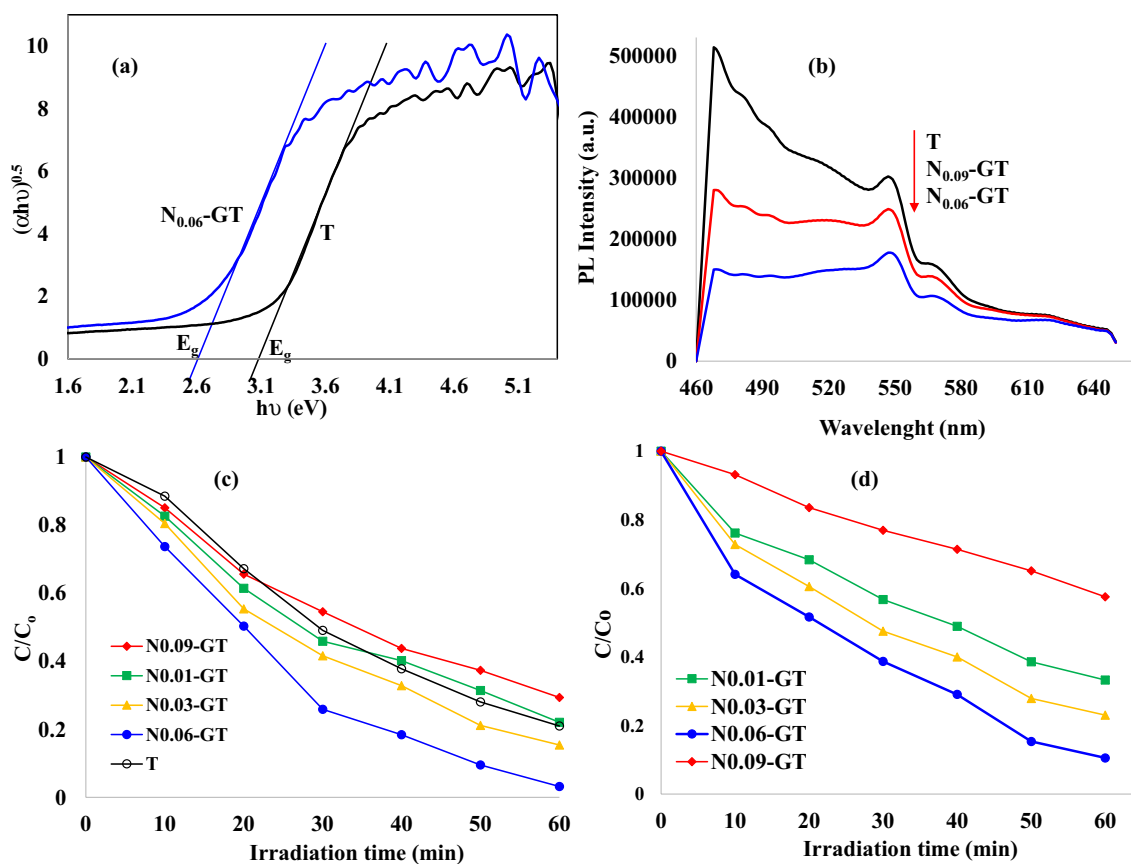 (a)
(αhυ)^0.5
10
8
6
4
2
0
N0.06-GT
T
Eg
Eg
1.6 2.1 2.6 3.1 3.6 4.1 4.6 5.1
hυ (eV)
(b)
PL Intensity (a.u.)
500000
400000
300000
200000
100000
0
T
N0.09-GT
N0.06-GT
460 490 520 550 580 610 640
Wavelenght (nm)
(c)
C/Co
1
0.8
0.6
0.4
0.2
0
N0.09-GT
N0.01-GT
N0.03-GT
N0.06-GT
T
0 10 20 30 40 50 60
Irradiation time (min)
(d)
C/Co
1
0.8
0.6
0.4
0.2
0
N0.01-GT
N0.03-GT
N0.06-GT
N0.09-GT
0 10 20 30 40 50 60
Irradiation time (min)